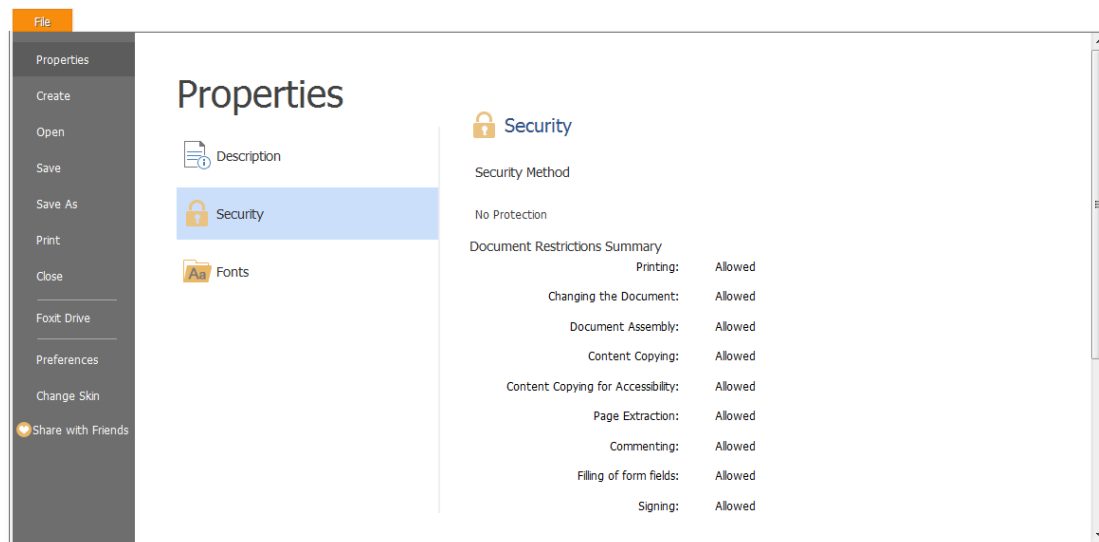 File
Properties
Create
Open
Save
Save As
Print
Close
Foxit Drive
Preferences
Change Skin
Share with Friends
Properties
Description
Security
Aa Fonts
Security
Security Method
No Protection
Document Restrictions Summary
Printing: Allowed
Changing the Document: Allowed
Document Assembly: Allowed
Content Copying: Allowed
Content Copying for Accessibility: Allowed
Page Extraction: Allowed
Commenting: Allowed
Filling of form fields: Allowed
Signing: Allowed